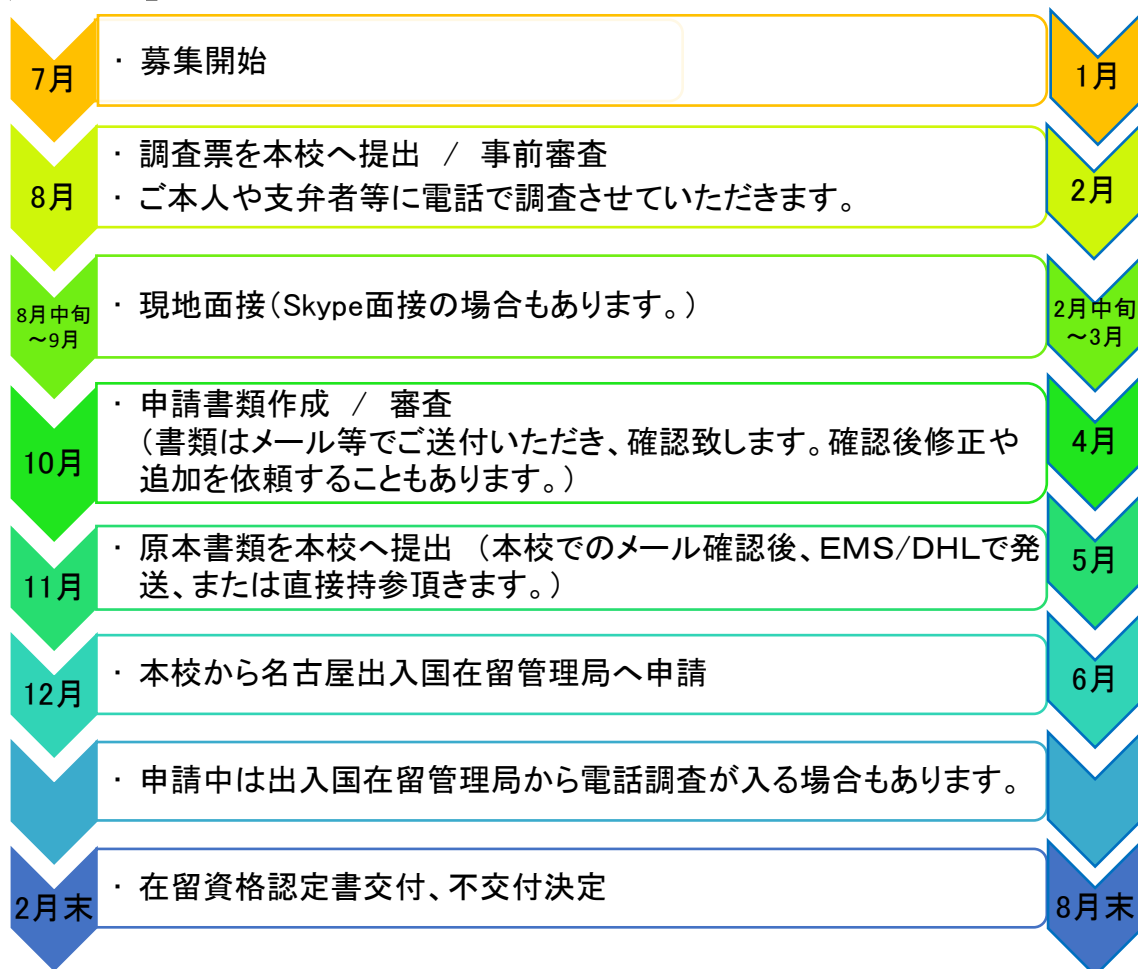 7月
・ 募集開始
1月
8月
・ 調査票を本校へ提出 / 事前審査
・ ご本人や支弁者等に電話で調査させていただきます。
2月
8月中旬
～9月
・ 現地面接（Skype面接の場合もあります。）
2月中旬
～3月
10月
・ 申請書類作成 / 審査
（書類はメール等でご送付いただき、確認致します。確認後修正や
追加を依頼することもあります。）
4月
11月
・ 原本書類を本校へ提出 （本校でのメール確認後、EMS/DHLで発
送、または直接持参頂きます。）
5月
12月
・ 本校から名古屋出入国在留管理局へ申請
6月
・ 申請中は出入国在留管理局から電話調査が入る場合もあります。
2月末
・ 在留資格認定書交付、不交付決定
8月末